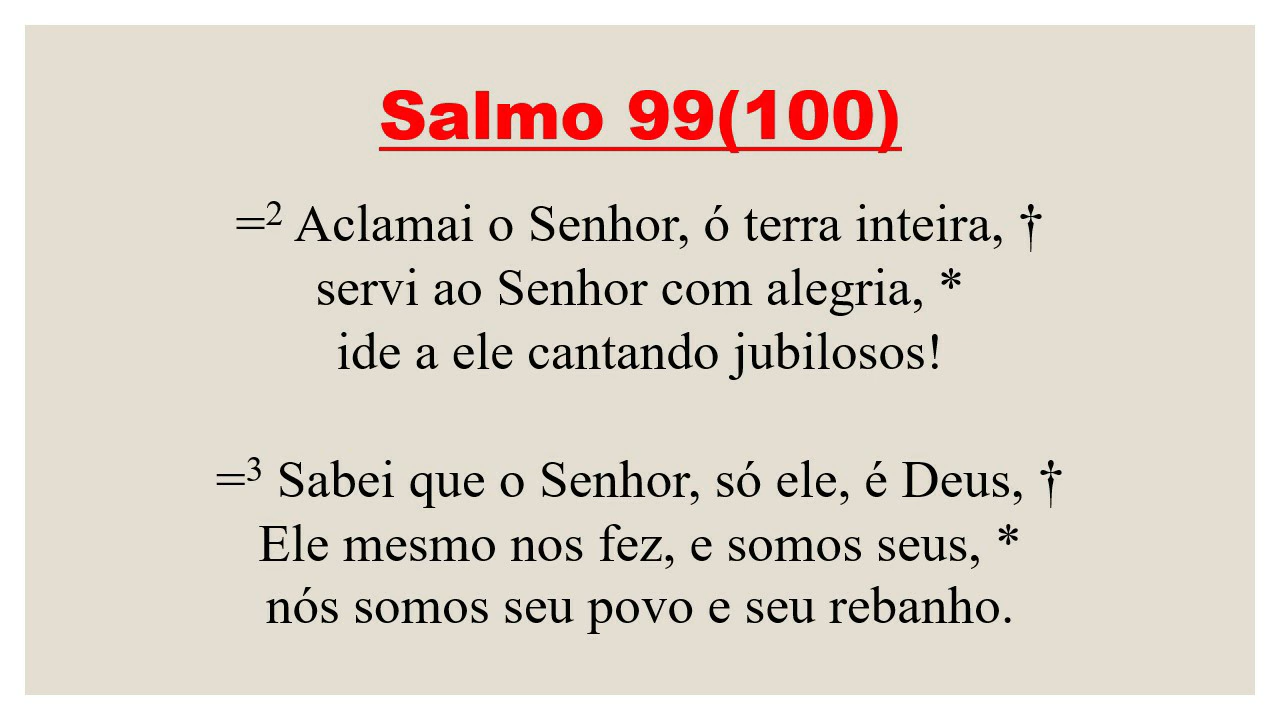 Salmo 99(100)
=² Aclamai o Senhor, ó terra inteira, †
servi ao Senhor com alegria, *
ide a ele cantando jubilosos!
=³ Sabei que o Senhor, só ele, é Deus, †
Ele mesmo nos fez, e somos seus, *
nós somos seu povo e seu rebanho.